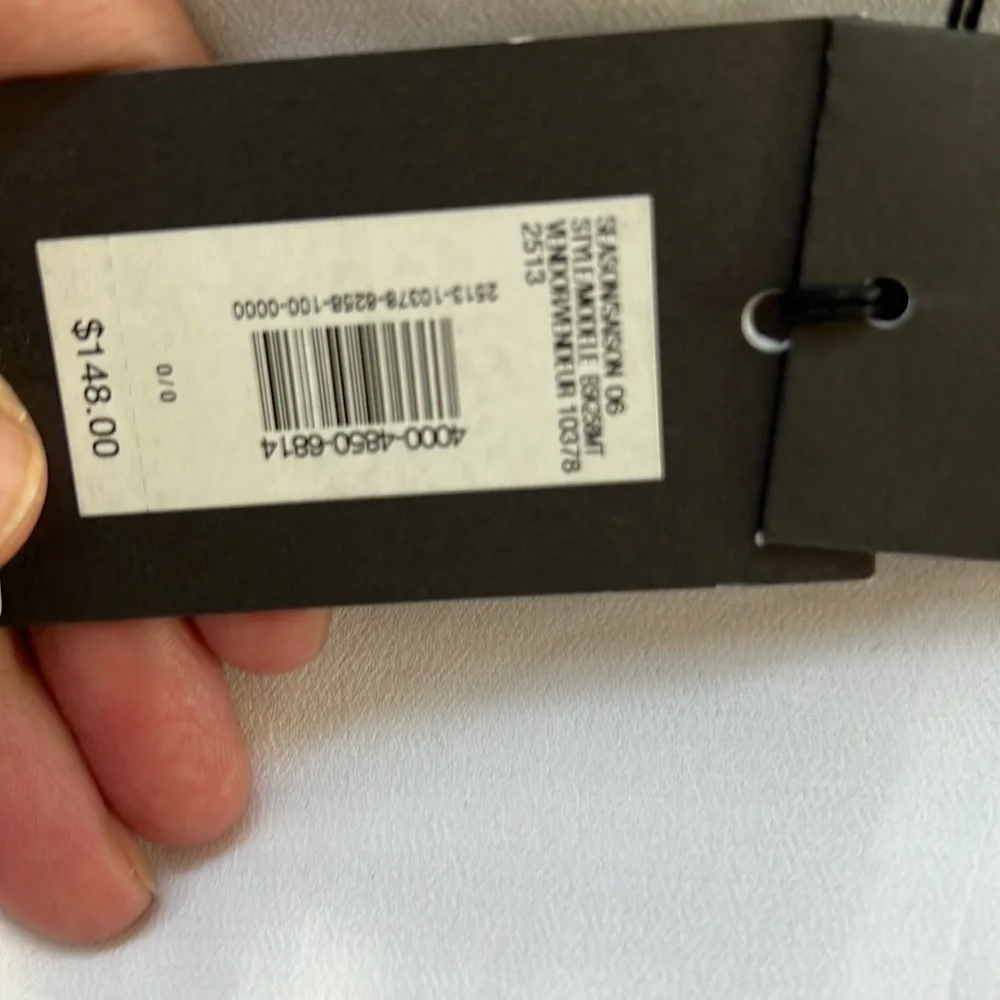 SEASON/SAISON 06
STYLE/MODELE B9K258MT
VENDOR/VENDEUR 10378
2513
2513-10378-8258-100-0000
4000-4850-6814
0 / 0
$148.00